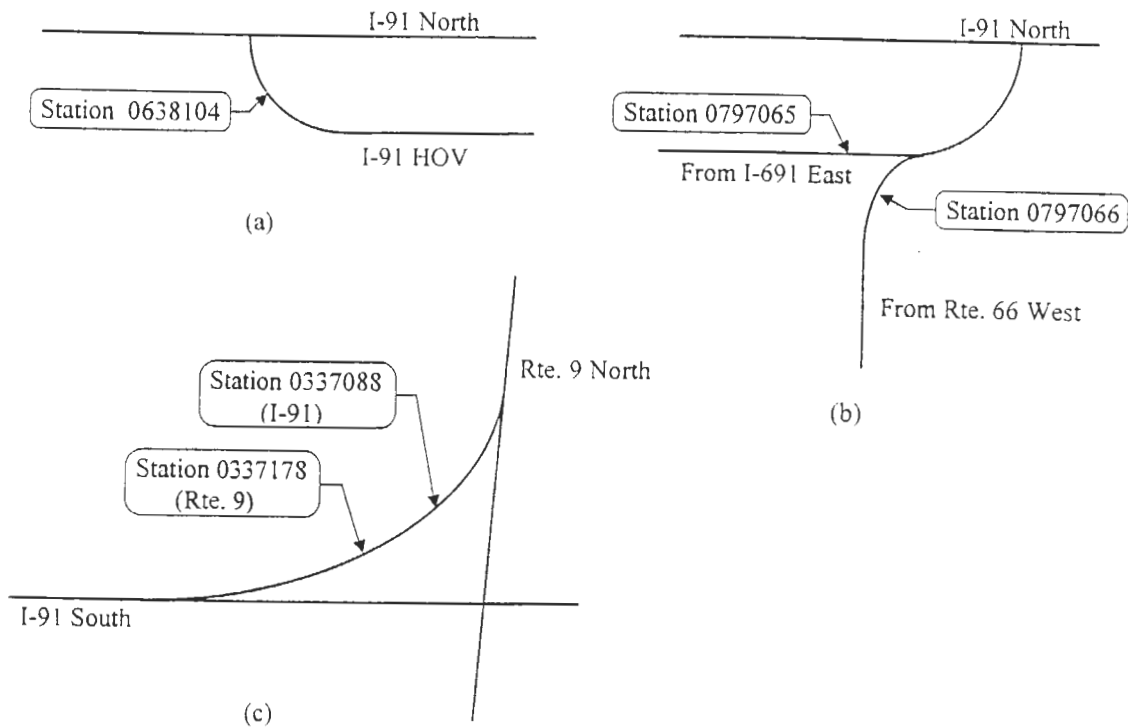 I-91 North
Station 0638104
I-91 HOV
(a)
I-91 North
Station 0797065
From I-691 East
Station 0797066
From Rte. 66 West
(b)
Rte. 9 North
Station 0337088
(I-91)
Station 0337178
(Rte. 9)
I-91 South
(c)